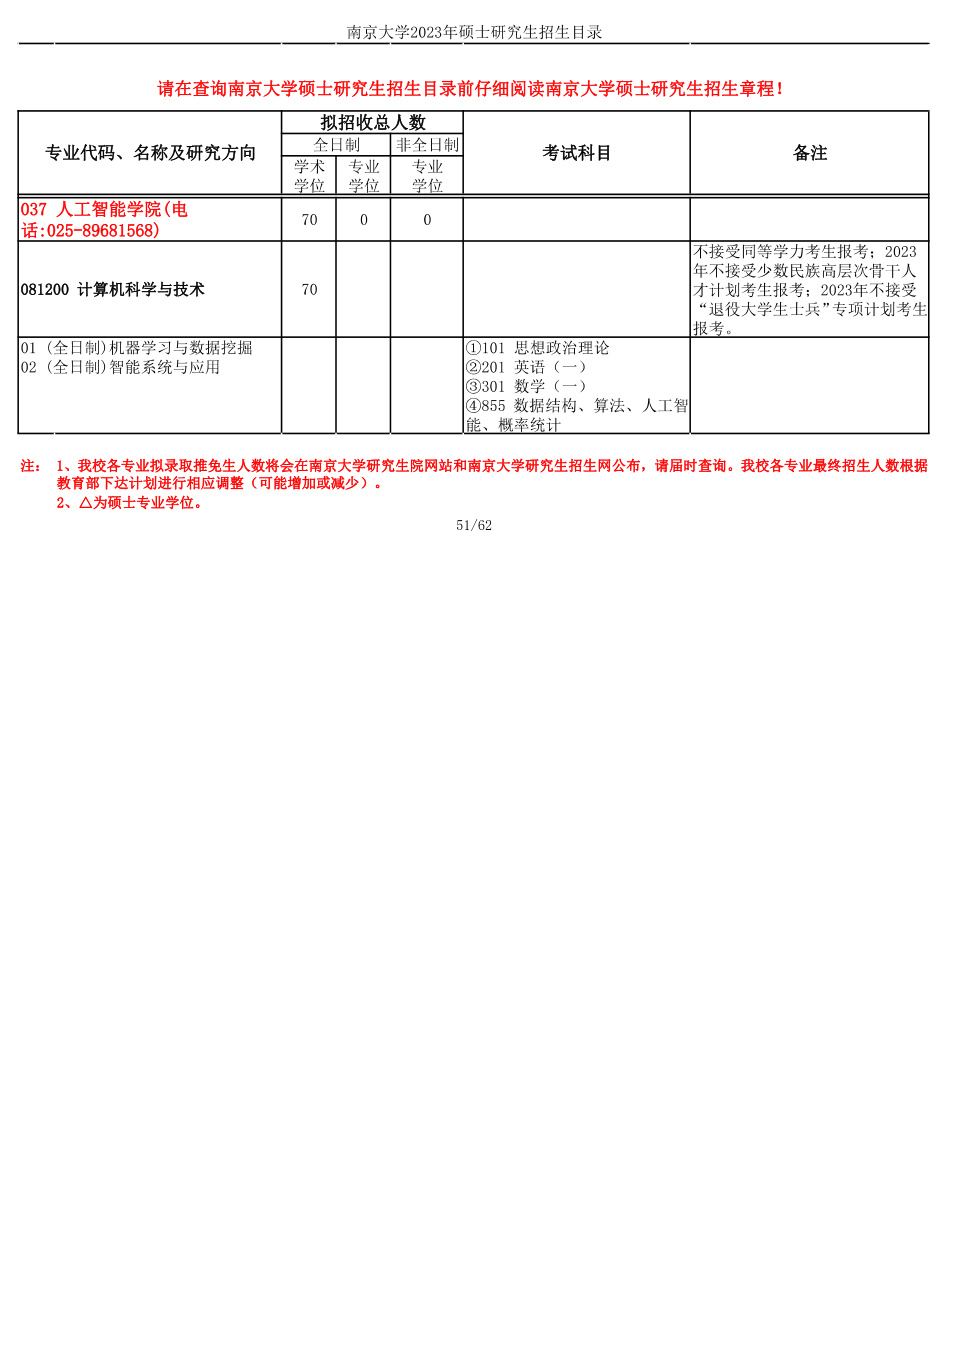 南京大学2023年硕士研究生招生目录
请在查询南京大学硕士研究生招生目录前仔细阅读南京大学硕士研究生招生章程！
专业代码、名称及研究方向
拟招收总人数
考试科目
备注
全日制
非全日制
学术
学位
专业
学位
专业
学位
037 人工智能学院(电
话:025-89681568)
70
0
0
081200 计算机科学与技术
70
不接受同等学力考生报考；2023
年不接受少数民族高层次骨干人
才计划考生报考；2023年不接受
“退役大学生士兵”专项计划考生
报考。
01 (全日制)机器学习与数据挖掘
02 (全日制)智能系统与应用
①101 思想政治理论
②201 英语（一）
③301 数学（一）
④855 数据结构、算法、人工智
能、概率统计
注： 1、我校各专业拟录取推免生人数将会在南京大学研究生院网站和南京大学研究生招生网公布，请届时查询。我校各专业最终招生人数根据
教育部下达计划进行相应调整（可能增加或减少）。
2、△为硕士专业学位。
51/62